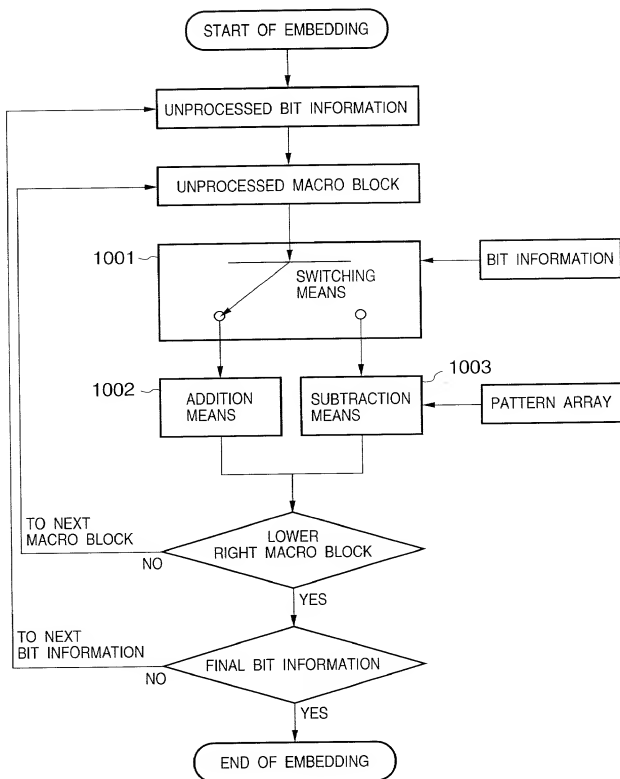 START OF EMBEDDING
UNPROCESSED BIT INFORMATION
UNPROCESSED MACRO BLOCK
1001
SWITCHING
MEANS
BIT INFORMATION
1002
ADDITION
MEANS
1003
SUBTRACTION
MEANS
PATTERN ARRAY
LOWER
RIGHT MACRO BLOCK
TO NEXT
MACRO BLOCK
NO
YES
FINAL BIT INFORMATION
TO NEXT
BIT INFORMATION
NO
YES
END OF EMBEDDING